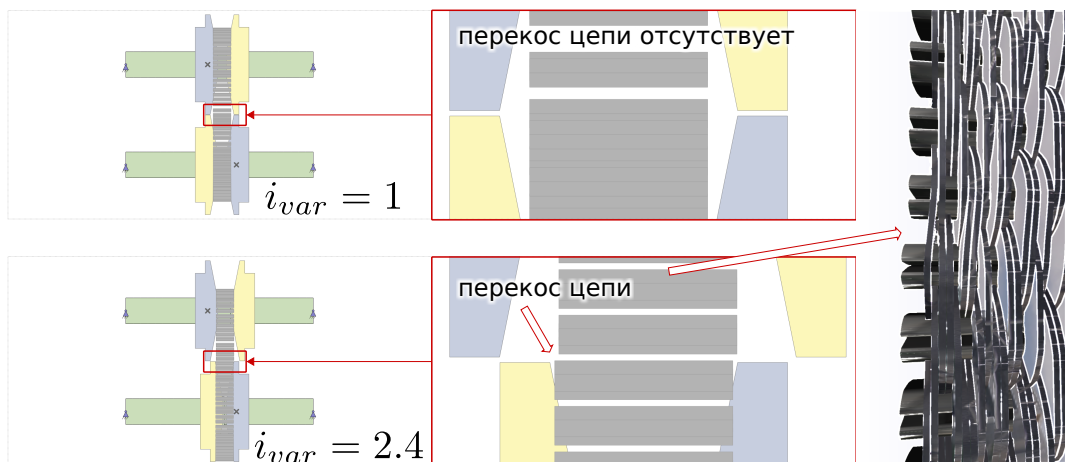 перекос цепи отсутствует
i_{var} = 1
перекос цепи
i_{var} = 2.4